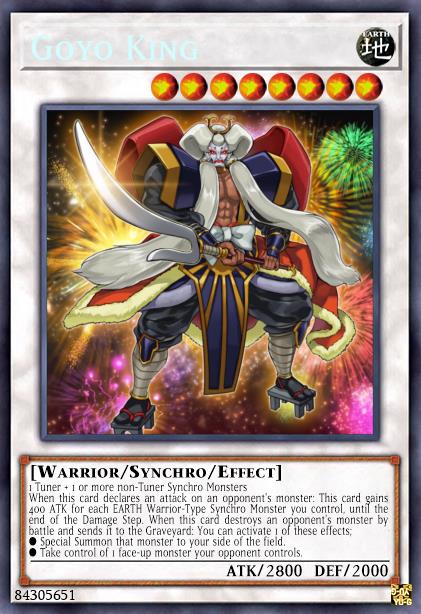 Goyo King
EARTH
地
[Warrior/Synchro/Effect]
1 Tuner + 1 or more non-Tuner Synchro Monsters
When this card declares an attack on an opponent's monster: This card gains
400 ATK for each EARTH Warrior-Type Synchro Monster you control, until the
end of the Damage Step. When this card destroys an opponent's monster by
battle and sends it to the Graveyard: You can activate 1 of these effects;
● Special Summon that monster to your side of the field.
● Take control of 1 face-up monster your opponent controls.
ATK/2800 DEF/2000
84305651